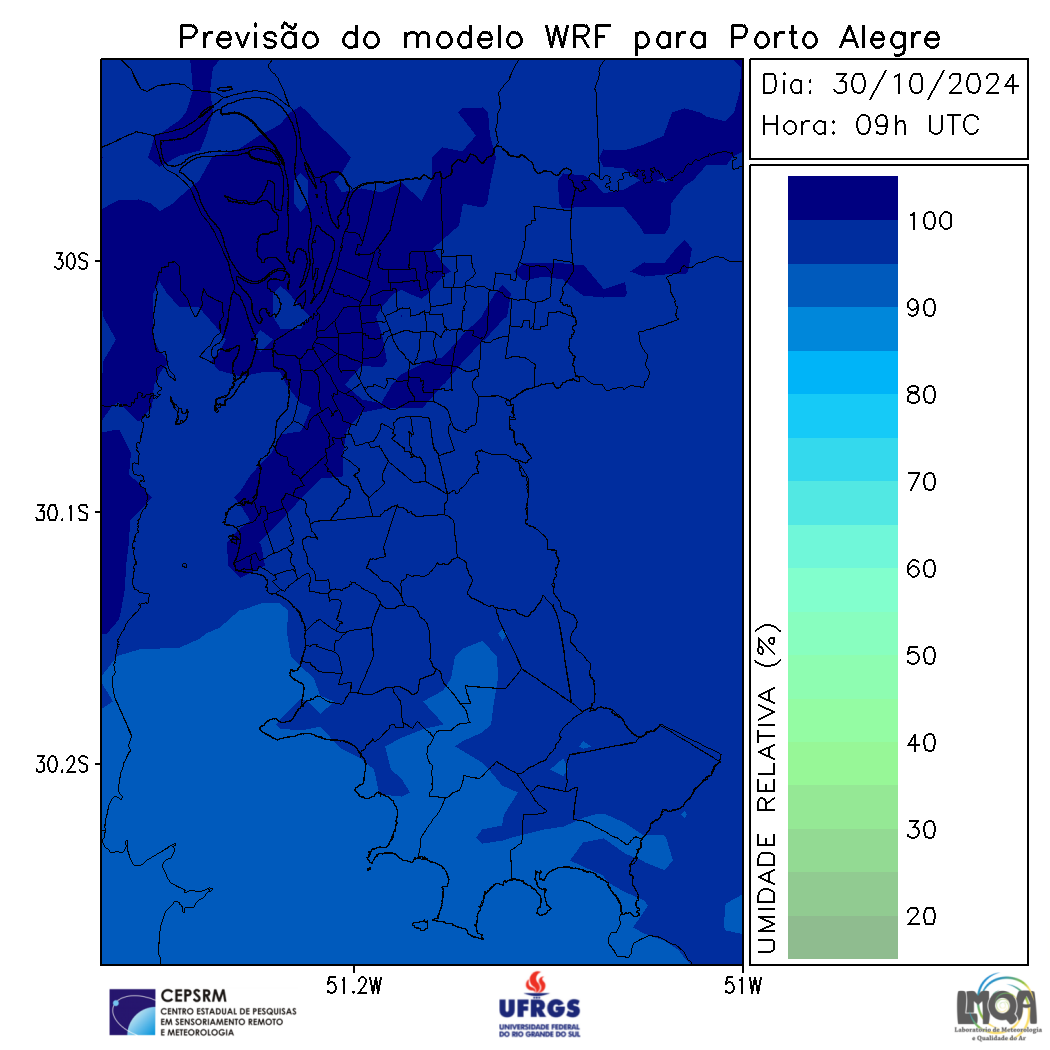 Previsão do modelo WRF para Porto Alegre
Dia: 30/10/2024
Hora: 09h UTC
30S
30.1S
30.2S
51.2W
51W
100
90
80
70
60
50
40
30
20
UMIDADE RELATIVA (%)
CEPSRM
CENTRO ESTADUAL DE PESQUISAS
EM SENSORIAMENTO REMOTO
E METEOROLOGIA
UFRGS
UNIVERSIDADE FEDERAL
DO RIO GRANDE DO SUL
LMQA
Laboratório de Meteorologia
e Qualidade do Ar